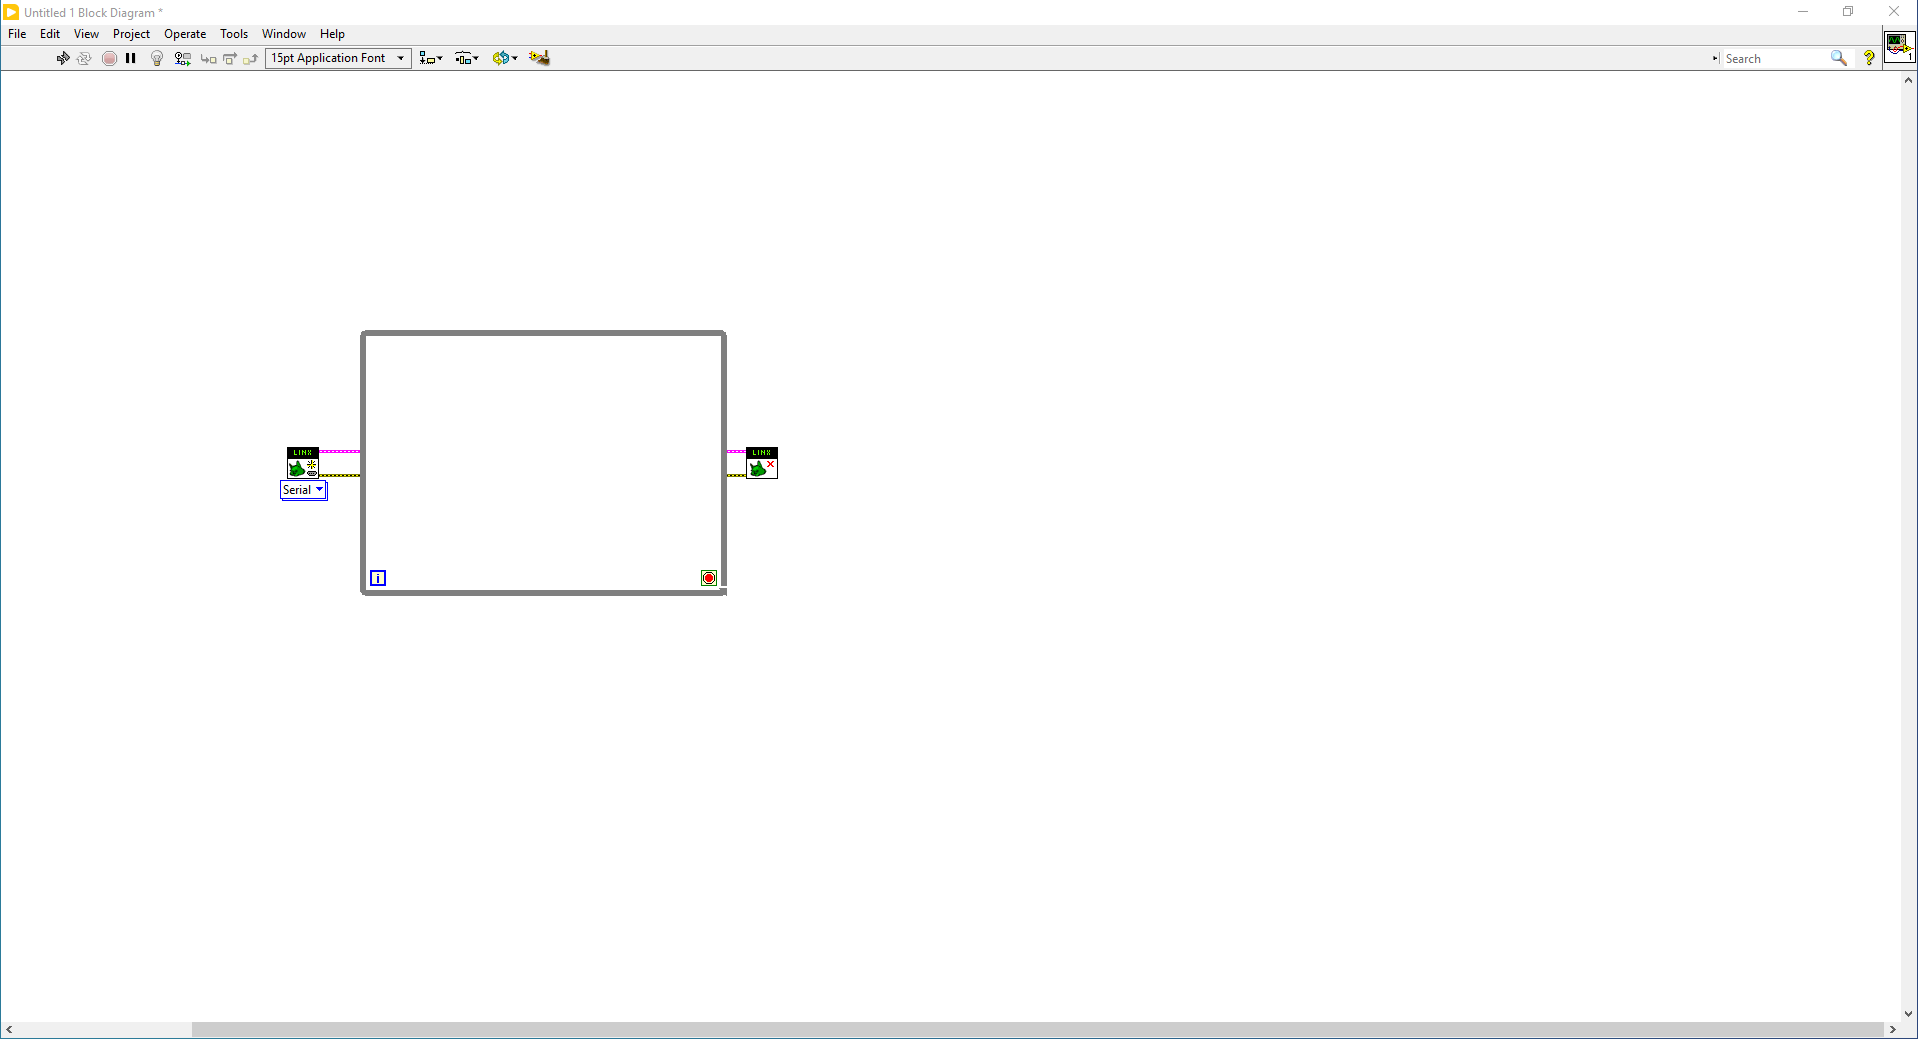 Untitled 1 Block Diagram *
File Edit View Project Operate Tools Window Help
15pt Application Font
Search
?
1
LINX
LINX
Serial
i